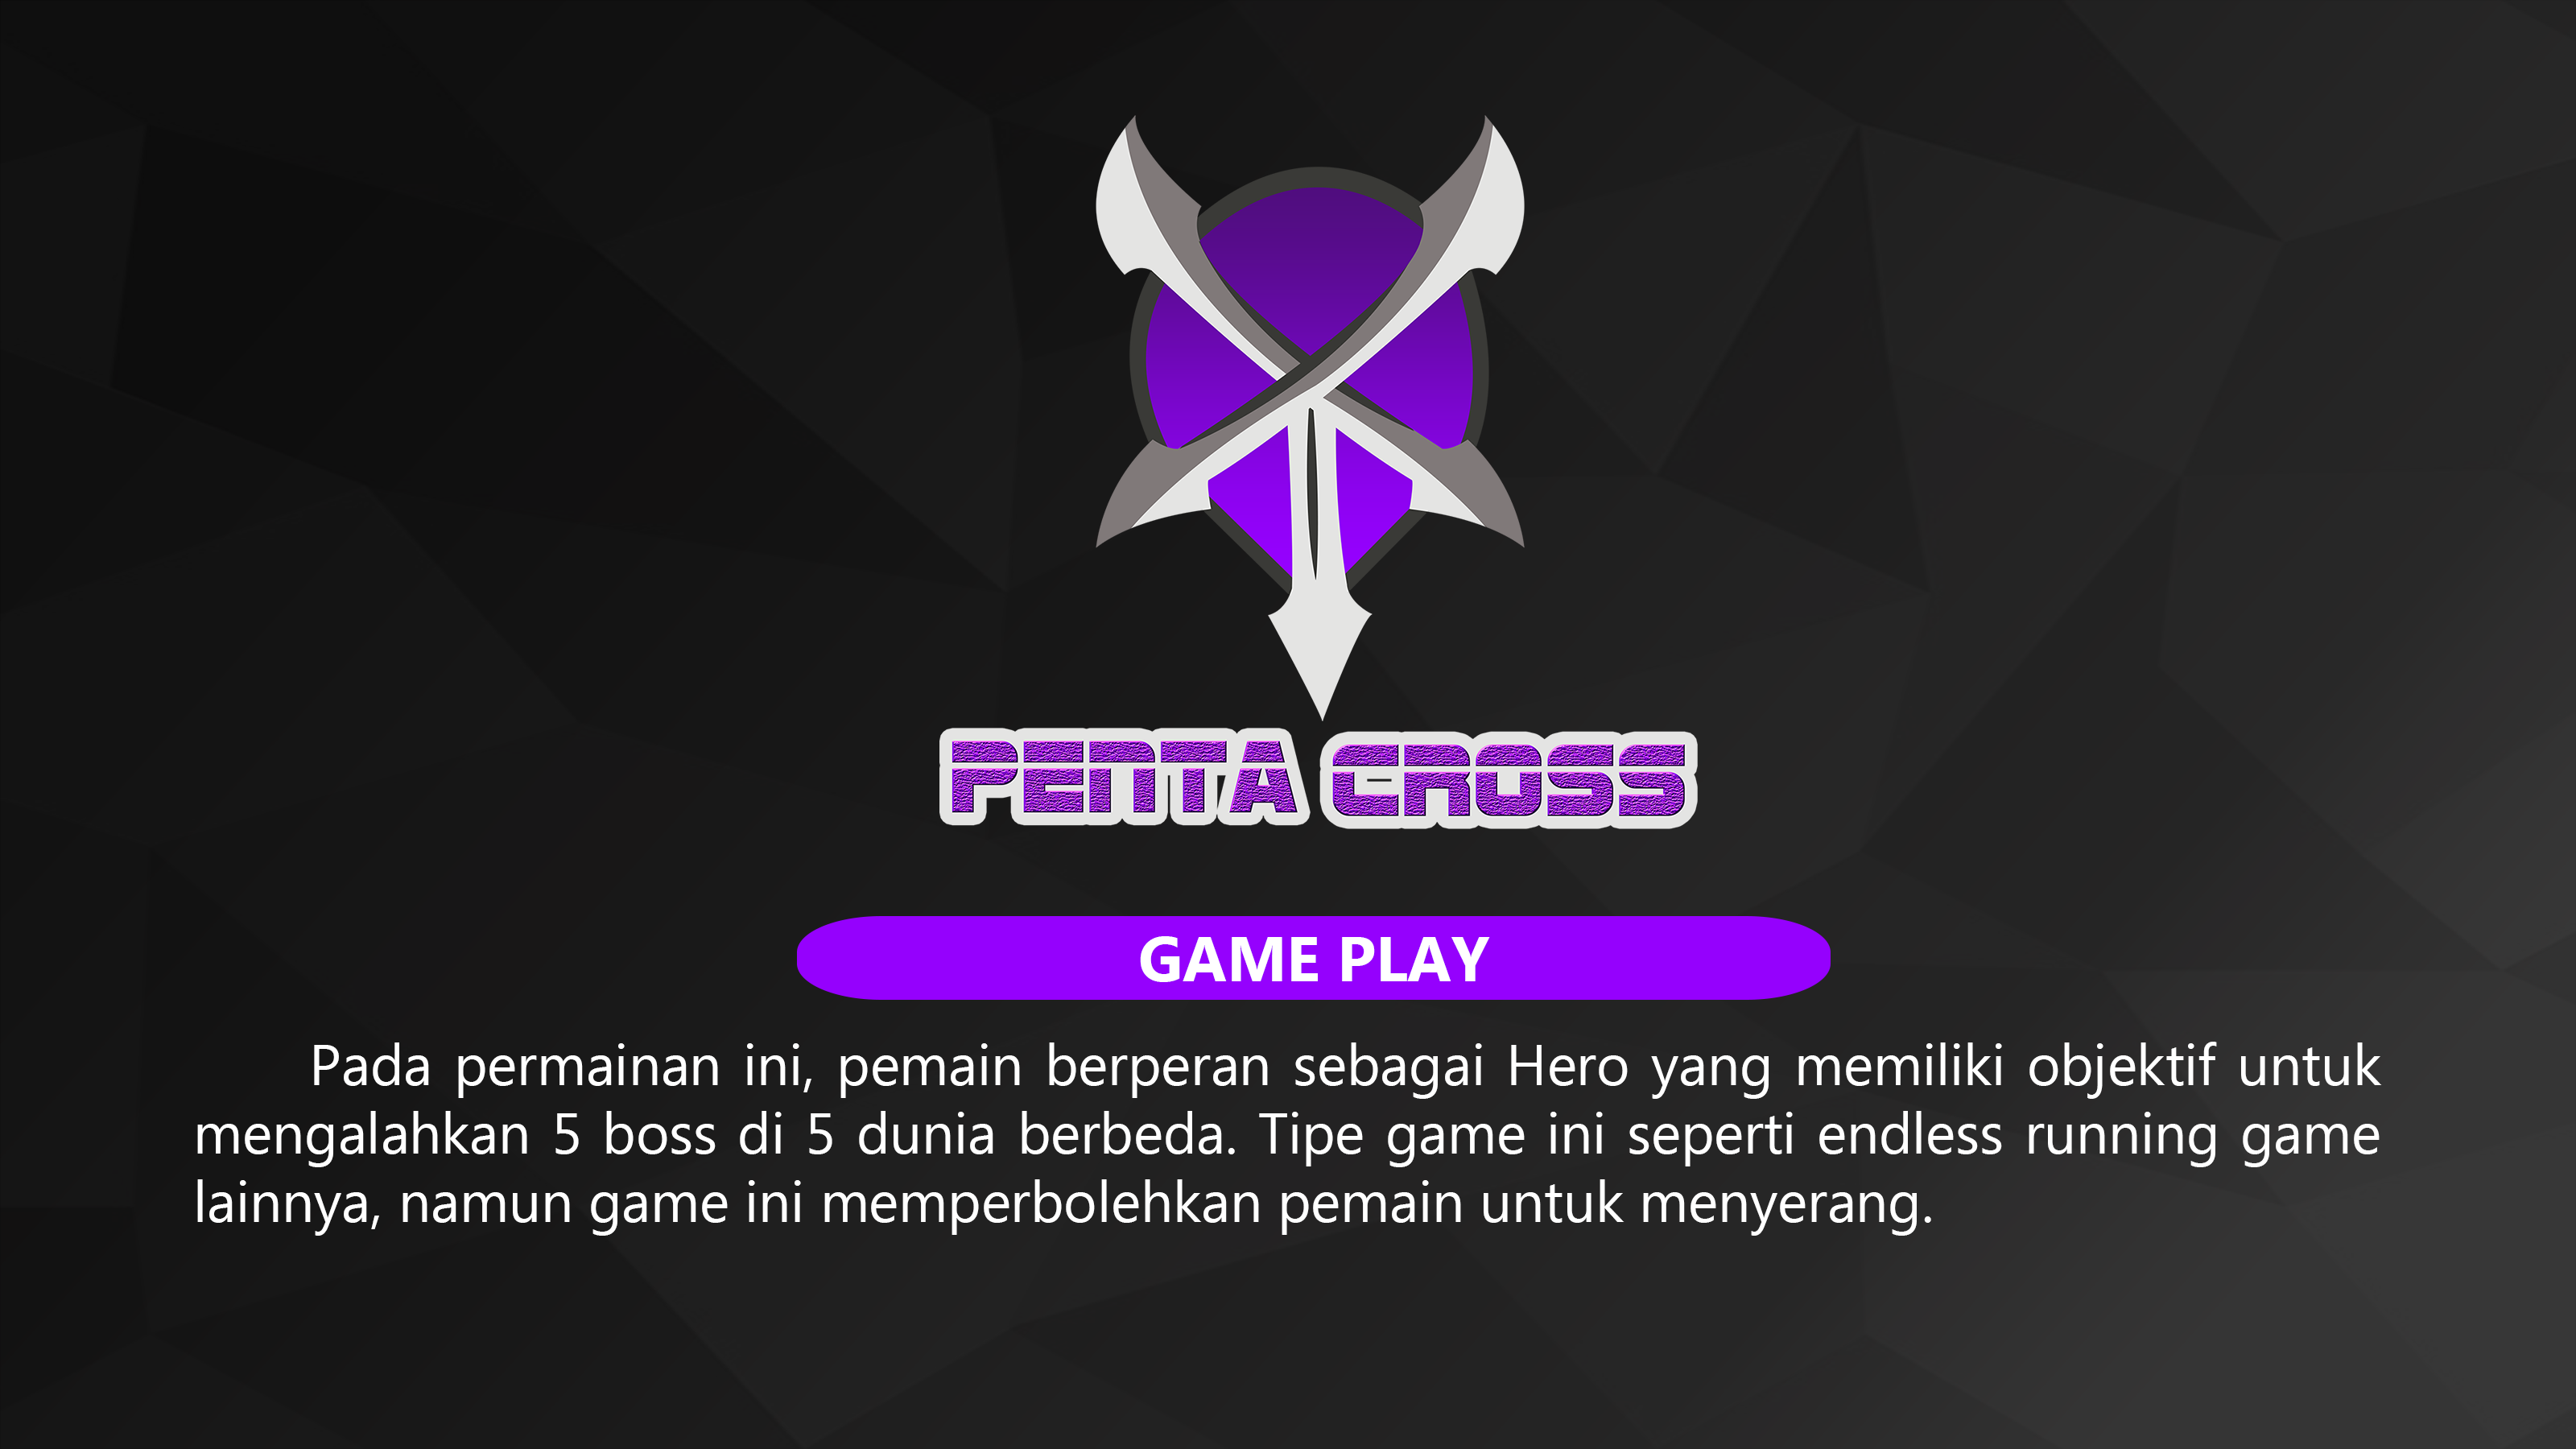 PENTA CROSS
GAME PLAY
Pada permainan ini, pemain berperan sebagai Hero yang memiliki objektif untuk
mengalahkan 5 boss di 5 dunia berbeda. Tipe game ini seperti endless running game
lainnya, namun game ini memperbolehkan pemain untuk menyerang.